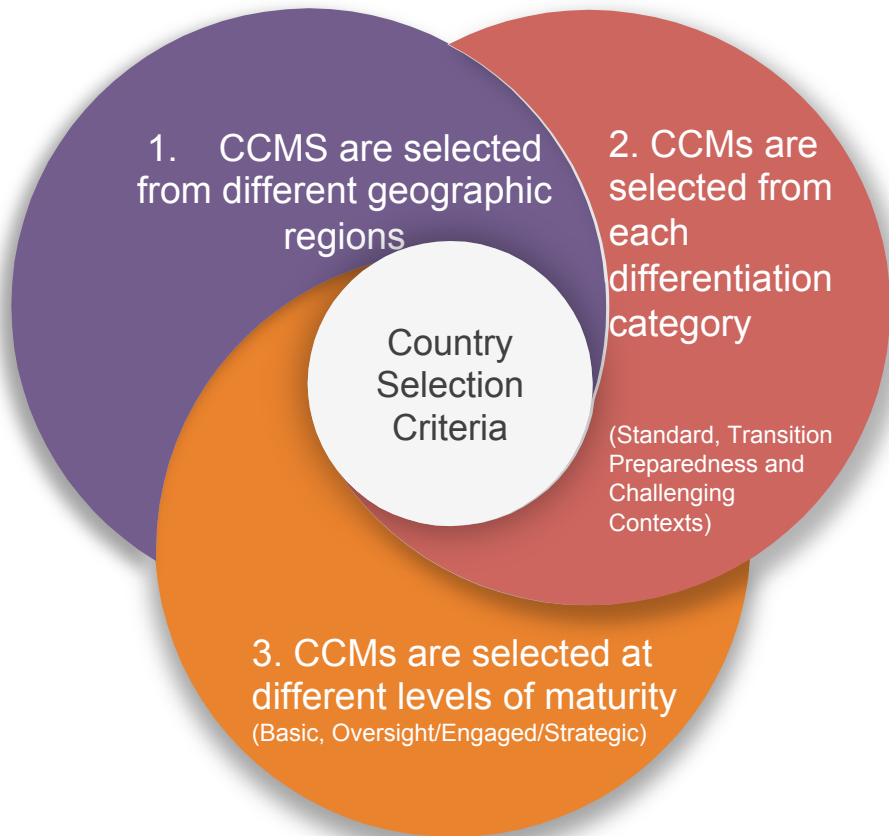 1. CCMS are selected
from different geographic
regions
2. CCMs are
selected from
each
differentiation
category
(Standard, Transition
Preparedness and
Challenging
Contexts)
Country
Selection
Criteria
3. CCMs are selected at
different levels of maturity
(Basic, Oversight/Engaged/Strategic)